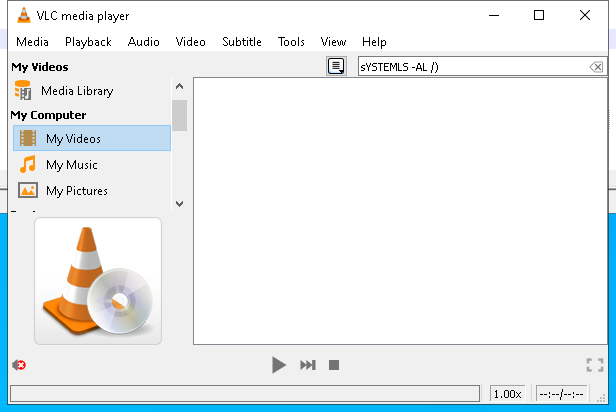 VLC media player
Media Playback Audio Video Subtitle Tools View Help
My Videos
sYSTEMLS -AL /)
Media Library
My Computer
My Videos
My Music
My Pictures
1.00x
--:--/--:--